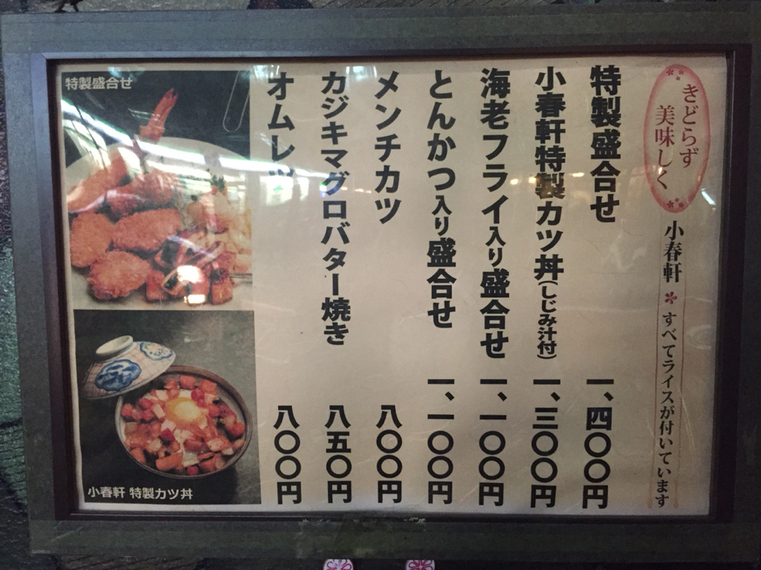 きどらず
美味しく
小春軒 すべてライスが付いています
特製盛合せ 一、四〇〇円
小春軒特製カツ丼(しじみ汁付) 一、三〇〇円
海老フライ入り盛合せ 一、一〇〇円
とんかつ入り盛合せ 一、一〇〇円
メンチカツ 八〇〇円
カジキマグロバター焼き 八五〇円
オムレツ 八〇〇円
特製盛合せ
小春軒 特製カツ丼